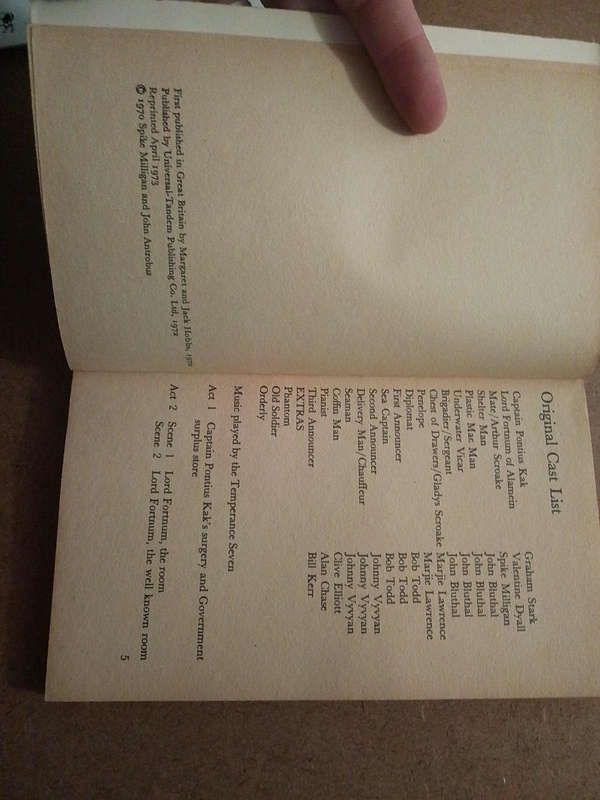 First published in Great Britain by Margaret and Jack Hobbs, 1970
Published by Universal-Tandem Publishing Co. Ltd, 1972
Reprinted April 1973
© 1970 Spike Milligan and John Antrobus
Original Cast List
Captain Pontius Kak Graham Stark
Lord Fortnum of Alamein Valentine Dyall
Mate/Arthur Scroake Spike Milligan
Shelter Man John Bluthal
Plastic Mac Man John Bluthal
Underwater Vicar John Bluthal
Brigadier/Sergeant John Bluthal
Chest of Drawers/Gladys Scroake Marjie Lawrence
Penelope Marjie Lawrence
Diplomat Bob Todd
First Announcer Bob Todd
Sea Captain Bob Todd
Second Announcer Johnny Vyvyan
Delivery Man/Chauffeur Johnny Vyvyan
Seaman Johnny Vyvyan
Coffin Man Clive Elliott
Pianist Alan Chase
Third Announcer Bill Kerr
EXTRAS
Phantom
Old Soldier
Orderly
Music played by the Temperance Seven
Act 1 Captain Pontius Kak's surgery and Government
surplus store
Act 2 Scene 1 Lord Fortnum, the room
Scene 2 Lord Fortnum, the well known room
5